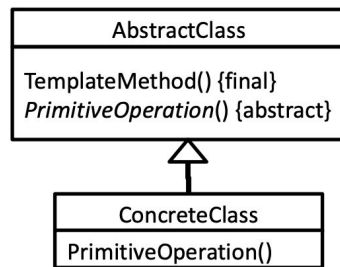 AbstractClass
TemplateMethod() {final}
PrimitiveOperation() {abstract}
ConcreteClass
PrimitiveOperation()